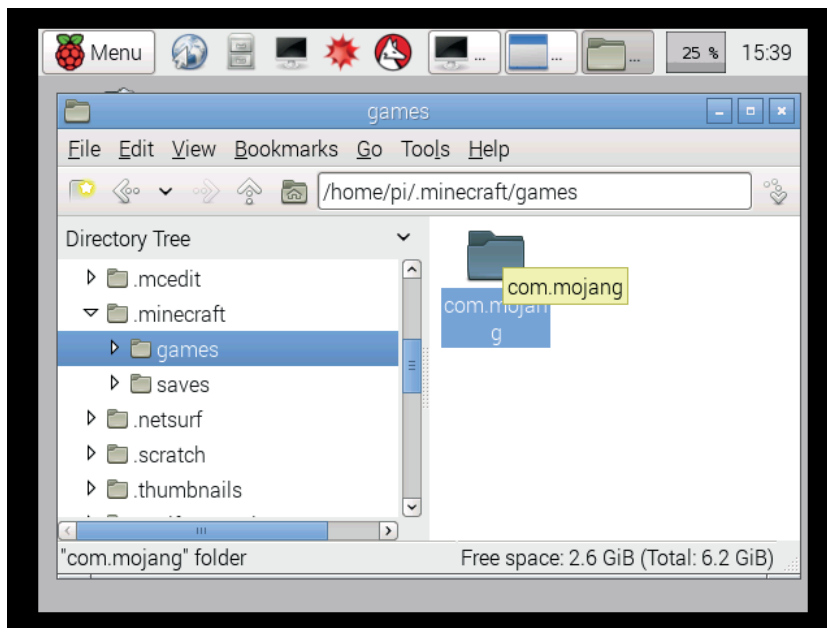 Menu ... ... ... 25 % 15:39
games
File Edit View Bookmarks Go Tools Help
/home/pi/.minecraft/games
Directory Tree
.mcedit
.minecraft
games
saves
.netsurf
.scratch
.thumbnails
com.mojang
com.mojan
g
"com.mojang" folder Free space: 2.6 GiB (Total: 6.2 GiB)